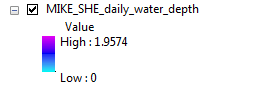 MIKE_SHE_daily_water_depth
Value
High : 1.9574
Low : 0